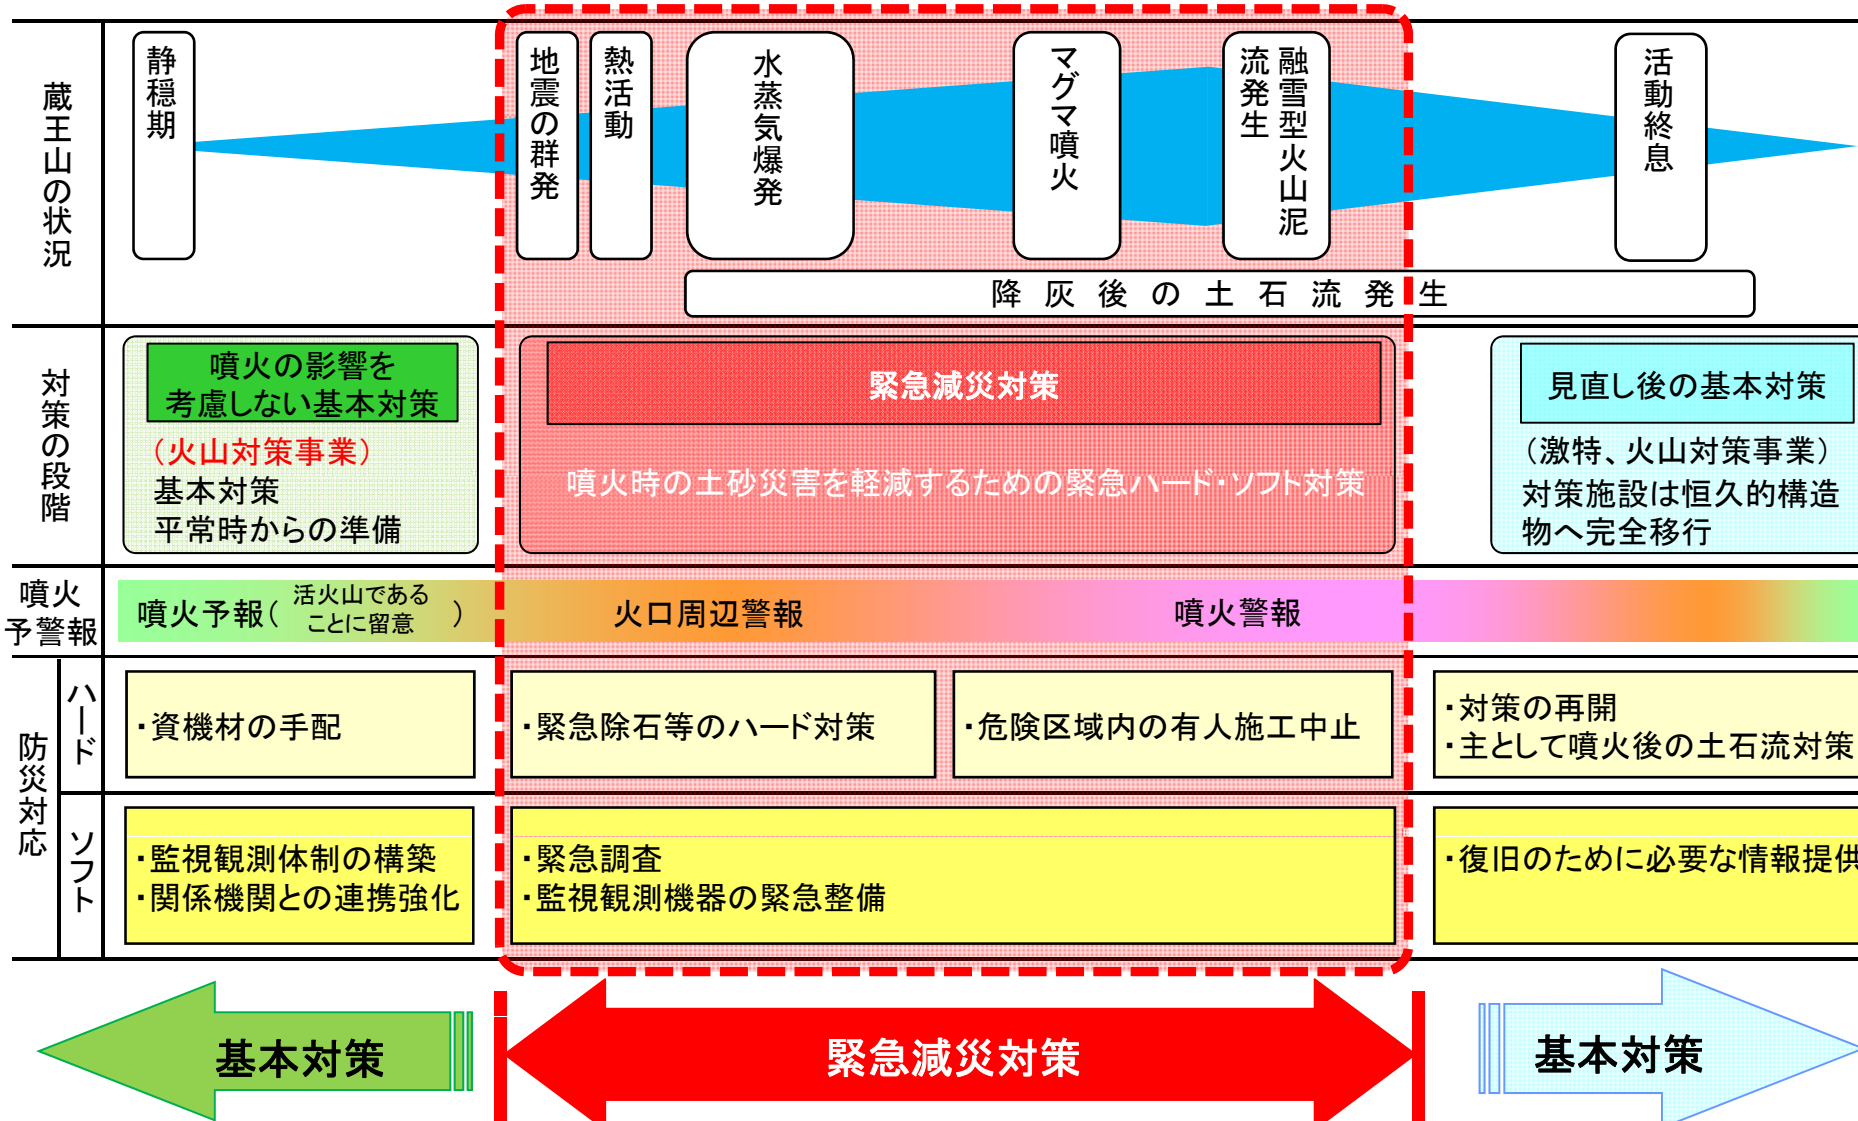 蔵王山の状況
静穏期
地震の群発
熱活動
水蒸気爆発
マグマ噴火
融雪型火山泥
流発生
活動終息
降灰後の土石流発生
対策の段階
噴火の影響を
考慮しない基本対策
（火山対策事業）
基本対策
平常時からの準備
緊急減災対策
噴火時の土砂災害を軽減するための緊急ハード・ソフト対策
見直し後の基本対策
（激特、火山対策事業）
対策施設は恒久的構造
物へ完全移行
噴火
予警報
噴火予報（活火山である
ことに留意）
火口周辺警報
噴火警報
防災対応
ハード
・資機材の手配
・緊急除石等のハード対策
・危険区域内の有人施工中止
・対策の再開
・主として噴火後の土石流対策
ソフト
・監視観測体制の構築
・関係機関との連携強化
・緊急調査
・監視観測機器の緊急整備
・復旧のために必要な情報提供
基本対策
緊急減災対策
基本対策